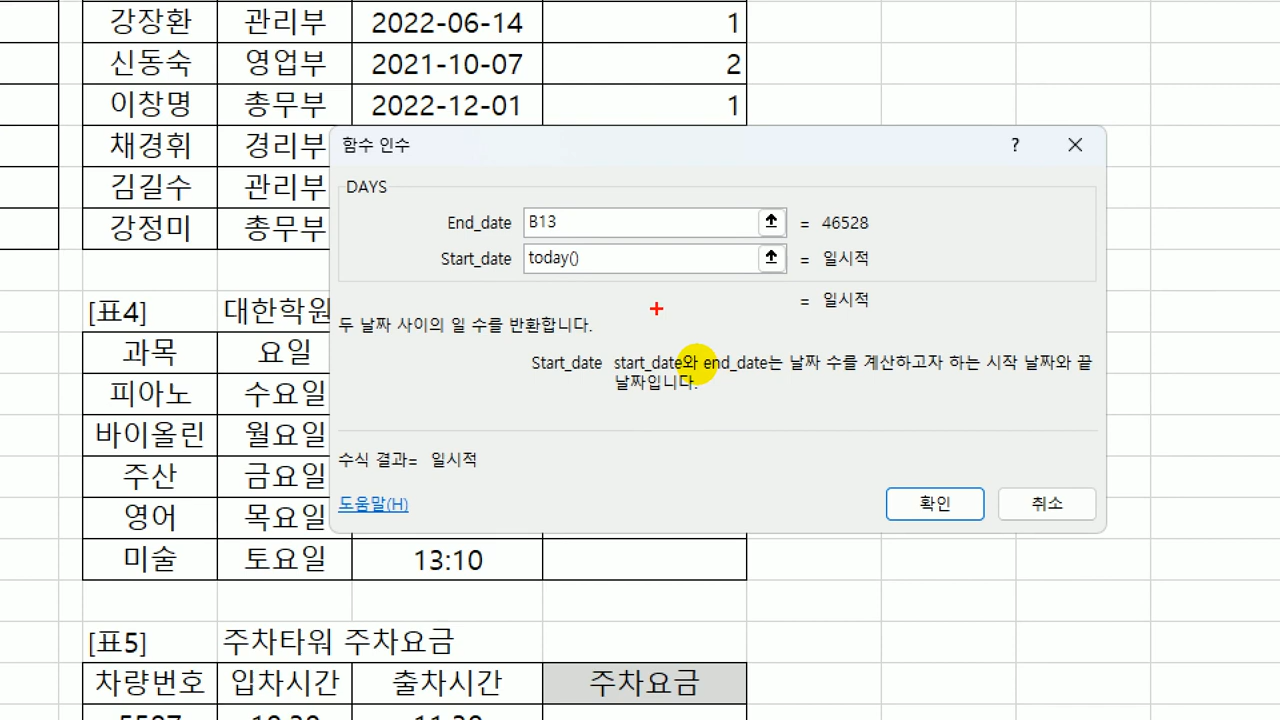 강장환 관리부 2022-06-14 1
신동숙 영업부 2021-10-07 2
이창명 총무부 2022-12-01 1
채경휘 경리부
김길수 관리부
강정미 총무부
함수 인수 ?
DAYS
End_date B13 = 46528
Start_date today() = 일시적
= 일시적
두 날짜 사이의 일 수를 반환합니다.
Start_date start_date와 end_date는 날짜 수를 계산하고자 하는 시작 날짜와 끝
날짜입니다.
수식 결과= 일시적
도움말(H) 확인 취소
[표4] 대한학원
과목 요일
피아노 수요일
바이올린 월요일
주산 금요일
영어 목요일
미술 토요일 13:10
[표5] 주차타워 주차요금
차량번호 입차시간 출차시간 주차요금